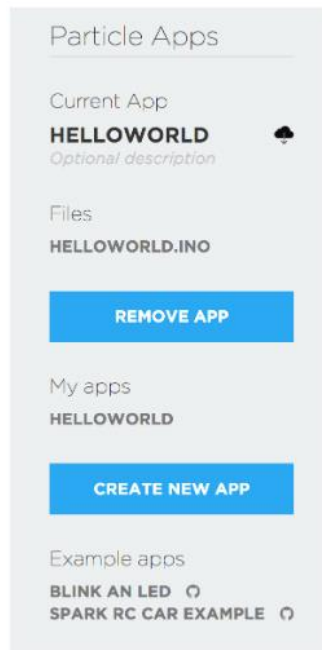 Particle Apps
Current App
HELLOWORLD
Optional description
Files
HELLOWORLD.INO
REMOVE APP
My apps
HELLOWORLD
CREATE NEW APP
Example apps
BLINK AN LED
SPARK RC CAR EXAMPLE